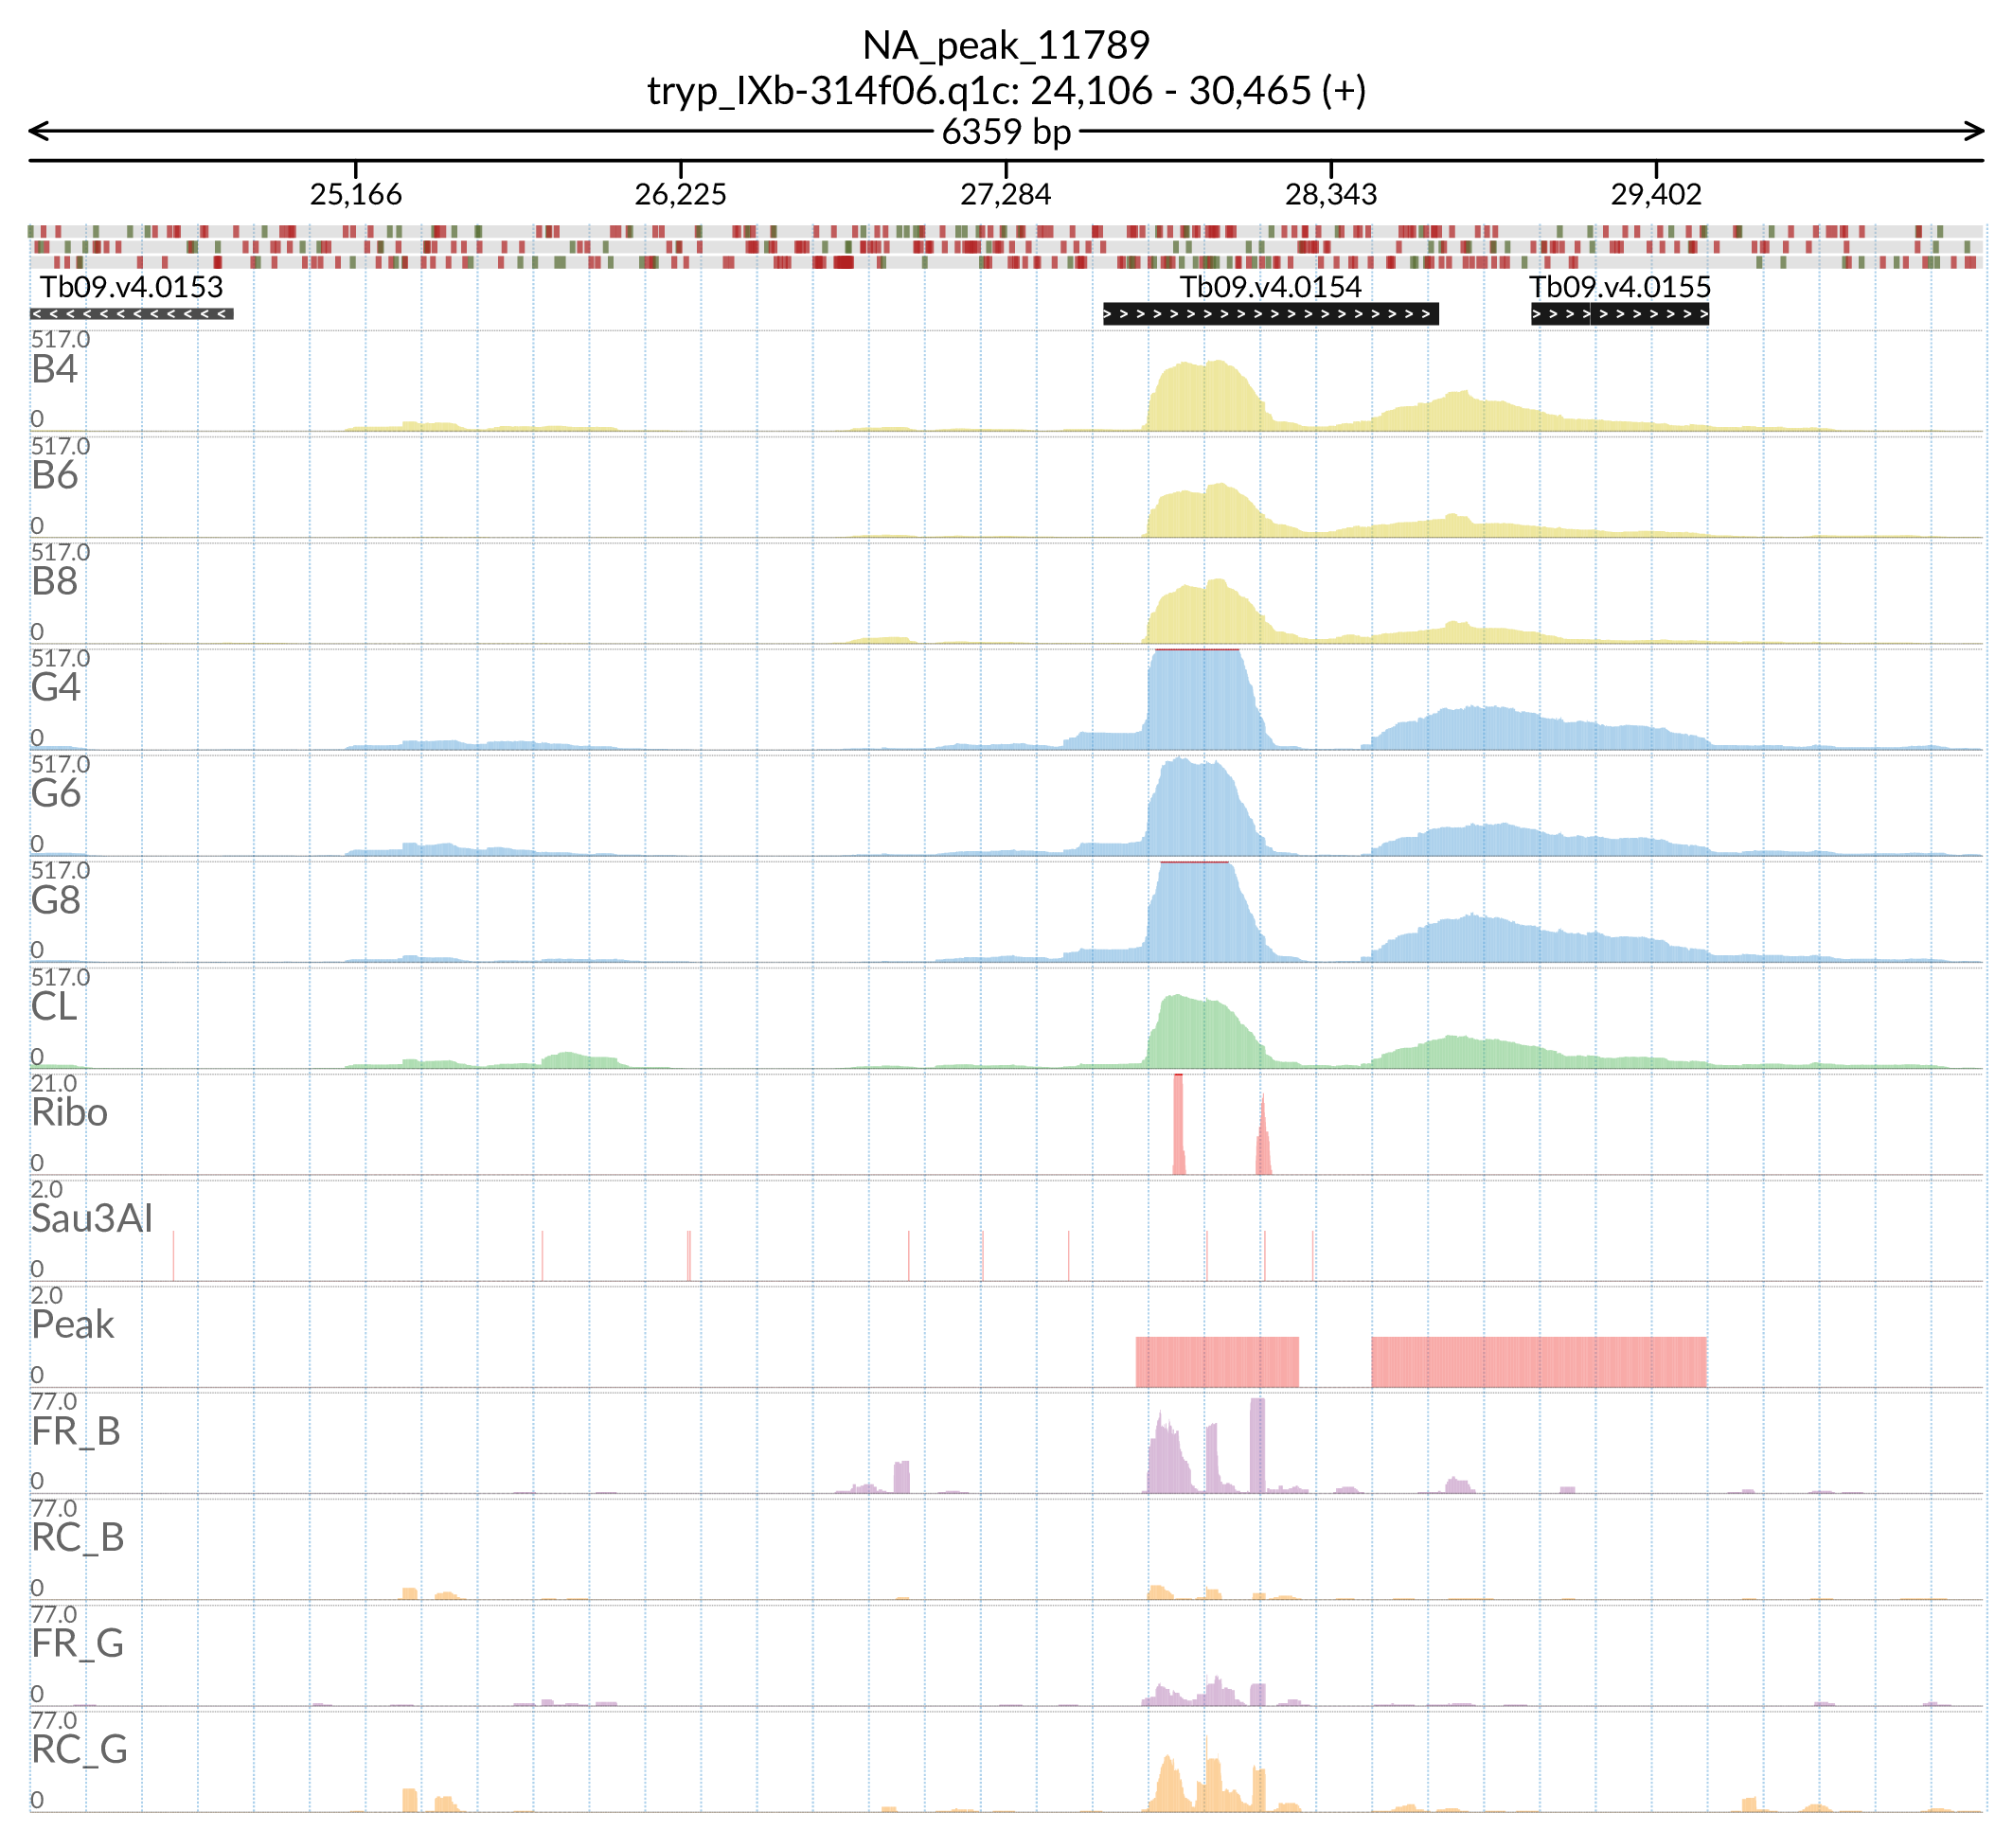 NA_peak_11789
tryp_IXb-314f06.q1c: 24,106 - 30,465 (+)
6359 bp
25,166 26,225 27,284 28,343 29,402
Tb09.v4.0153 Tb09.v4.0154 Tb09.v4.0155
517.0
B4
0
517.0
B6
0
517.0
B8
0
517.0
G4
0
517.0
G6
0
517.0
G8
0
517.0
CL
0
21.0
Ribo
0
2.0
Sau3AI
0
2.0
Peak
0
77.0
FR_B
0
77.0
RC_B
0
77.0
FR_G
0
77.0
RC_G
0